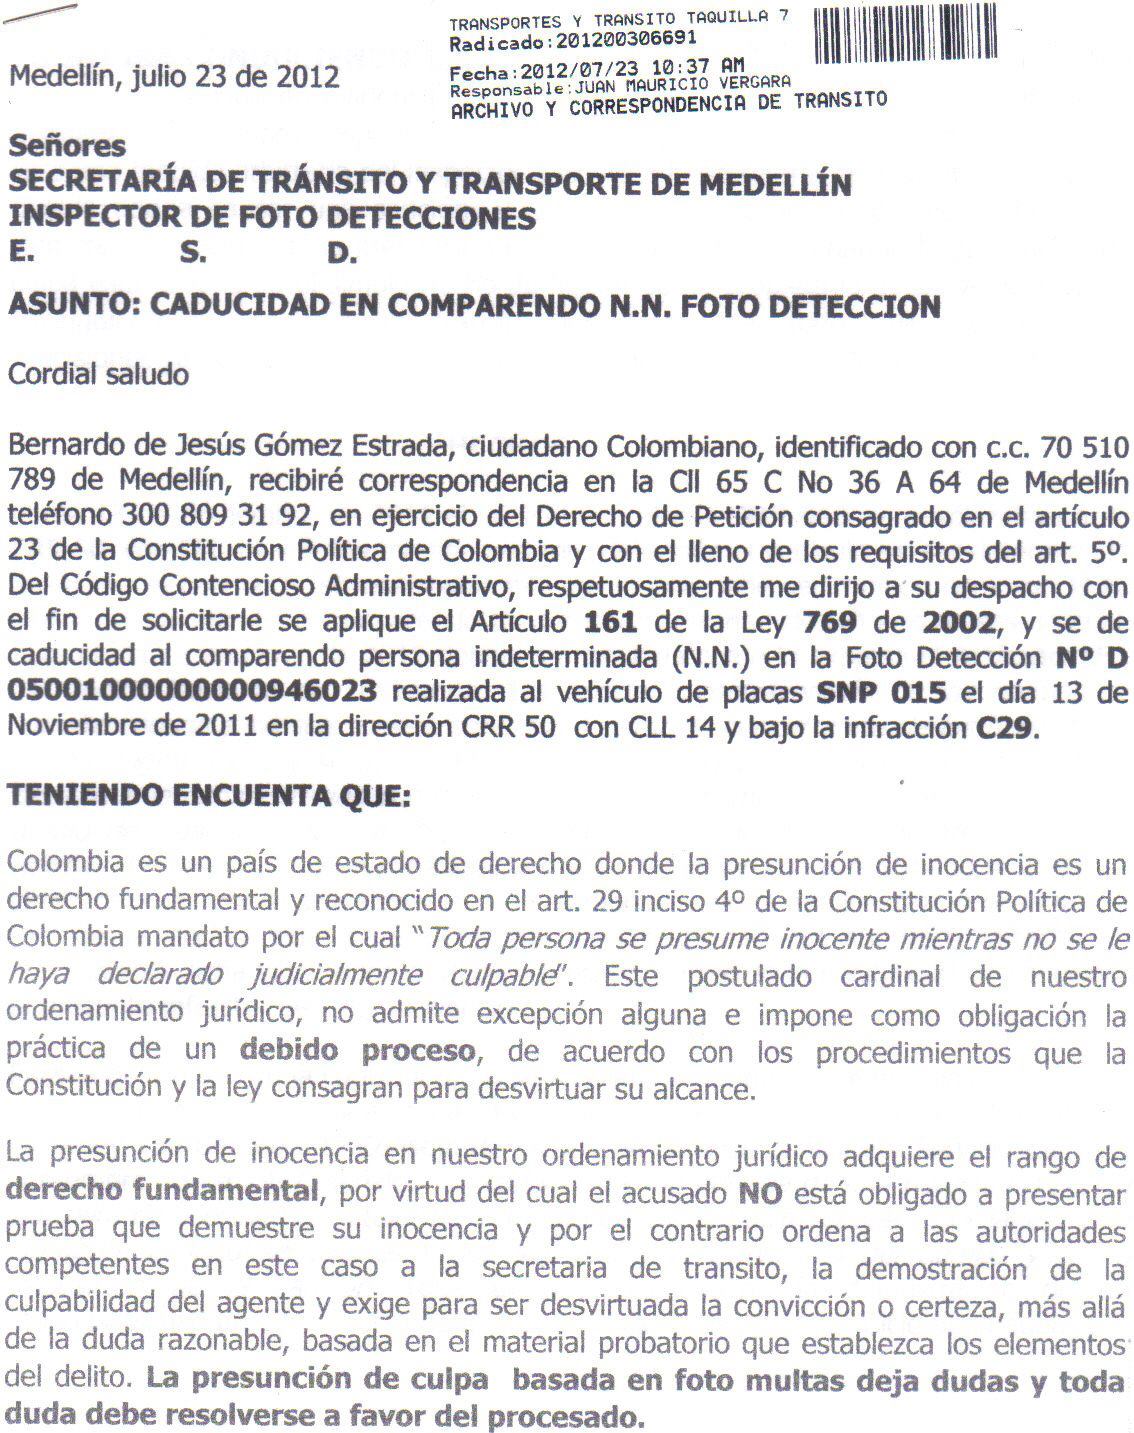 TRANSPORTES Y TRANSITO TAQUILLA 7
Radicado:201200306691
Fecha:2012/07/23 10:37 AM
Responsable:JUAN MAURICIO VERGARA
ARCHIVO Y CORRESPONDENCIA DE TRANSITO
Medellín, julio 23 de 2012
Señores
SECRETARÍA DE TRÁNSITO Y TRANSPORTE DE MEDELLÍN
INSPECTOR DE FOTO DETECCIONES
E. S. D.
ASUNTO: CADUCIDAD EN COMPARENDO N.N. FOTO DETECCION
Cordial saludo
Bernardo de Jesús Gómez Estrada, ciudadano Colombiano, identificado con c.c. 70 510
789 de Medellín, recibiré correspondencia en la Cll 65 C No 36 A 64 de Medellín
teléfono 300 809 31 92, en ejercicio del Derecho de Petición consagrado en el artículo
23 de la Constitución Política de Colombia y con el lleno de los requisitos del art. 5º.
Del Código Contencioso Administrativo, respetuosamente me dirijo a su despacho con
el fin de solicitarle se aplique el Artículo 161 de la Ley 769 de 2002, y se de
caducidad al comparendo persona indeterminada (N.N.) en la Foto Detección Nº D
05001000000000946023 realizada al vehículo de placas SNP 015 el día 13 de
Noviembre de 2011 en la dirección CRR 50 con CLL 14 y bajo la infracción C29.
TENIENDO ENCUENTA QUE:
Colombia es un país de estado de derecho donde la presunción de inocencia es un
derecho fundamental y reconocido en el art. 29 inciso 4º de la Constitución Política de
Colombia mandato por el cual "Toda persona se presume inocente mientras no se le
haya declarado judicialmente culpable". Este postulado cardinal de nuestro
ordenamiento jurídico, no admite excepción alguna e impone como obligación la
práctica de un debido proceso, de acuerdo con los procedimientos que la
Constitución y la ley consagran para desvirtuar su alcance.
La presunción de inocencia en nuestro ordenamiento jurídico adquiere el rango de
derecho fundamental, por virtud del cual el acusado NO está obligado a presentar
prueba que demuestre su inocencia y por el contrario ordena a las autoridades
competentes en este caso a la secretaria de transito, la demostración de la
culpabilidad del agente y exige para ser desvirtuada la convicción o certeza, más allá
de la duda razonable, basada en el material probatorio que establezca los elementos
del delito. La presunción de culpa basada en foto multas deja dudas y toda
duda debe resolverse a favor del procesado.